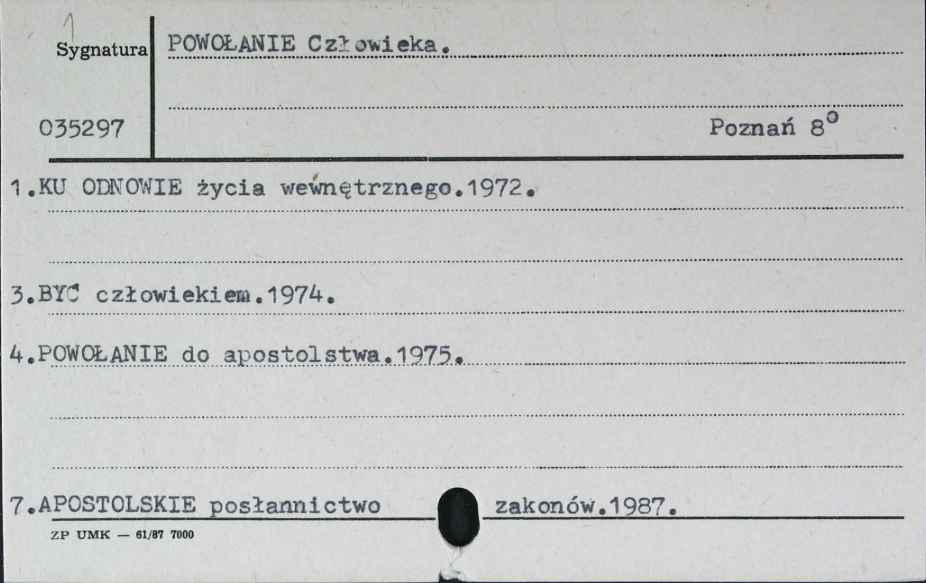 Sygnatura
POWOŁANIE Człowieka.
035297
Poznań 8°
1.KU ODNOWIE życia wewnętrznego.1972.
3.BYĆ człowiekiem.1974.
4.POWOŁANIE do apostolstwa.1975.
7.APOSTOLSKIE posłannictwo zakonów.1987.
ZP UMK — 61/87 7000